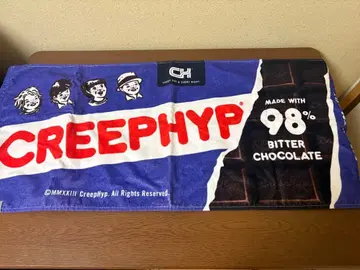 CH
CREEPHYP
MADE WITH
98%
BITTER
CHOCOLATE
©MMXXIII CreepHyp. All Rights Reserved.